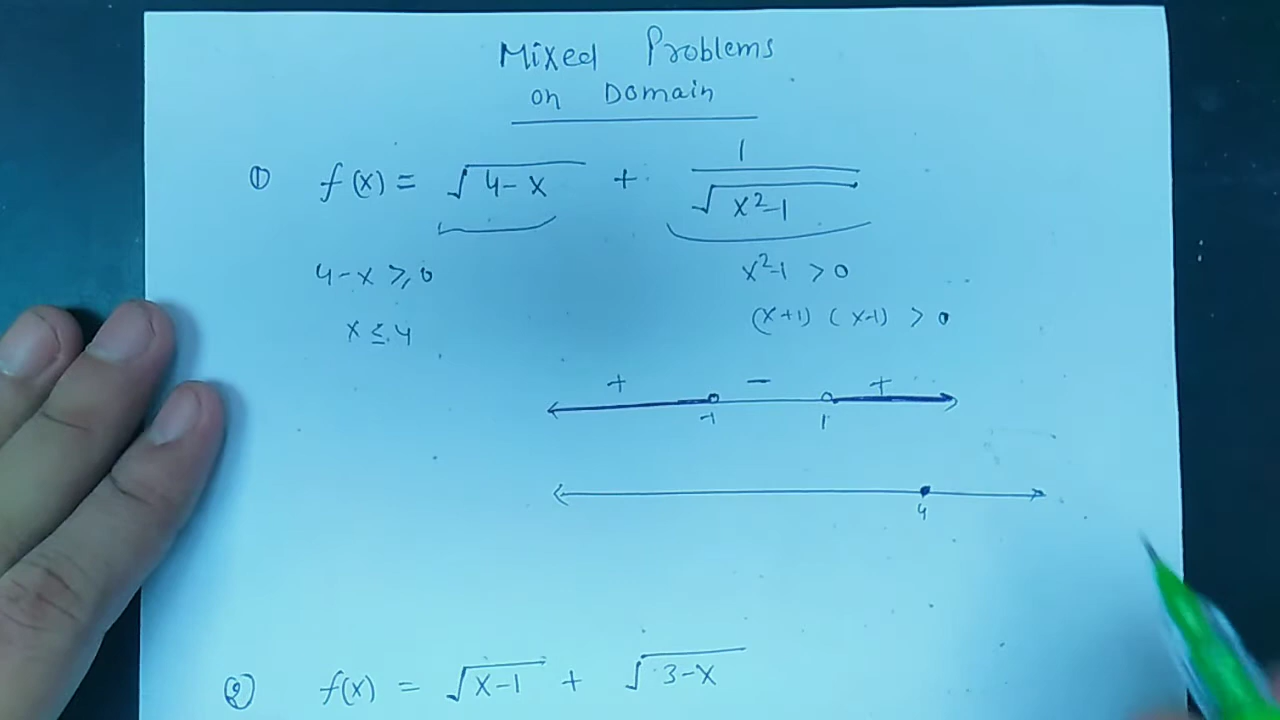 Mixed Problems
on Domain
① f(x) = √4-x + 1/√x²-1
4-x ≥ 0
x²-1 > 0
x ≤ 4
(x+1) (x-1) > 0
+ - +
-1 1
4
② f(x) = √x-1 + √3-x